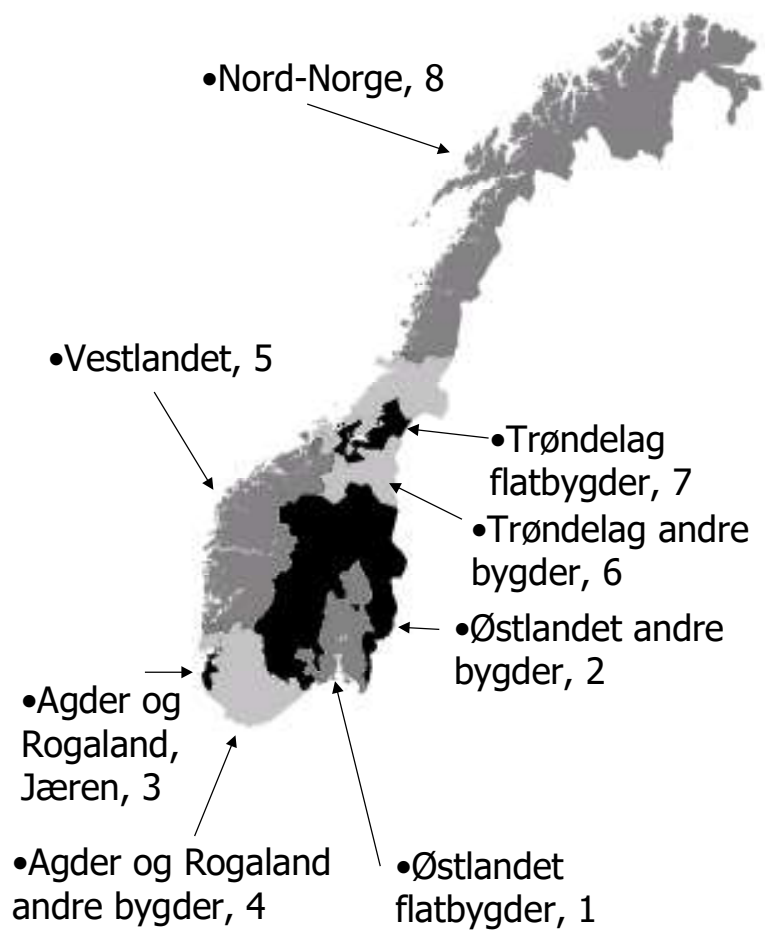 •Nord-Norge, 8
•Vestlandet, 5
•Trøndelag
flatbygder, 7
•Trøndelag andre
bygder, 6
•Østlandet andre
bygder, 2
•Agder og
Rogaland,
Jæren, 3
•Agder og Rogaland
andre bygder, 4
•Østlandet
flatbygder, 1